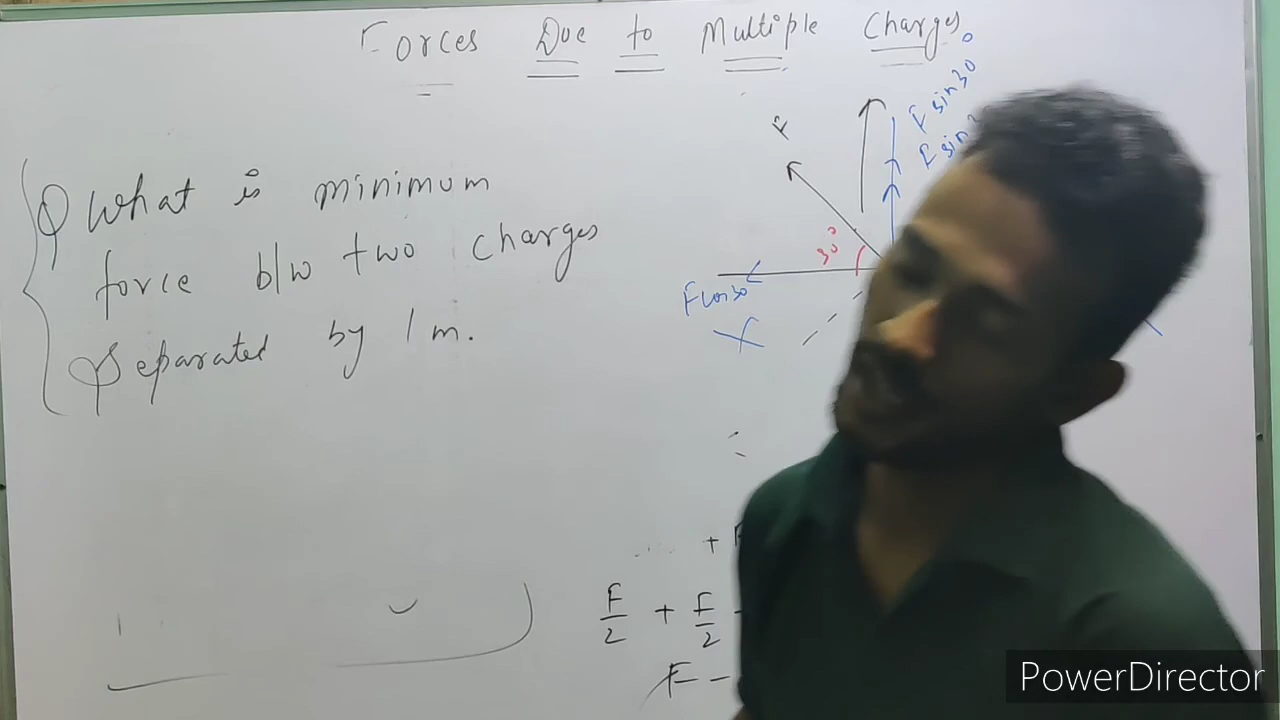 Forces Due to Multiple Charges
Q What is minimum
force b/w two charges
Separated by 1 m.
F
F sin30°
30°
Fcos30
F/2 + F/2
F -
PowerDirector